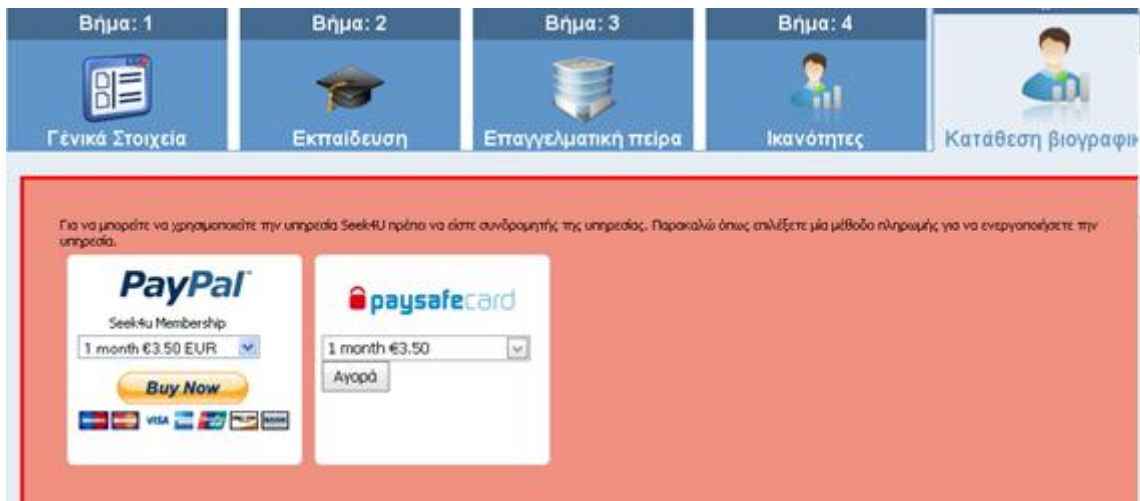 Βήμα: 1
Βήμα: 2
Βήμα: 3
Βήμα: 4
Γένικά Στοιχεία
Εκπαίδευση
Επαγγελματική πείρα
Ικανότητες
Κατάθεση βιογραφικ
Για να μπορείτε να χρησιμοποιείτε την υπηρεσία Seek4U πρέπει να είστε συνδρομητής της υπηρεσίας. Παρακαλώ όπως επιλέξετε μία μέθοδο πληρωμής για να ενεργοποιήσετε την
υπηρεσία.
PayPal
Seek4u Membership
1 month €3.50 EUR
Buy Now
VISA
paysafecard
1 month €3.50
Αγορά